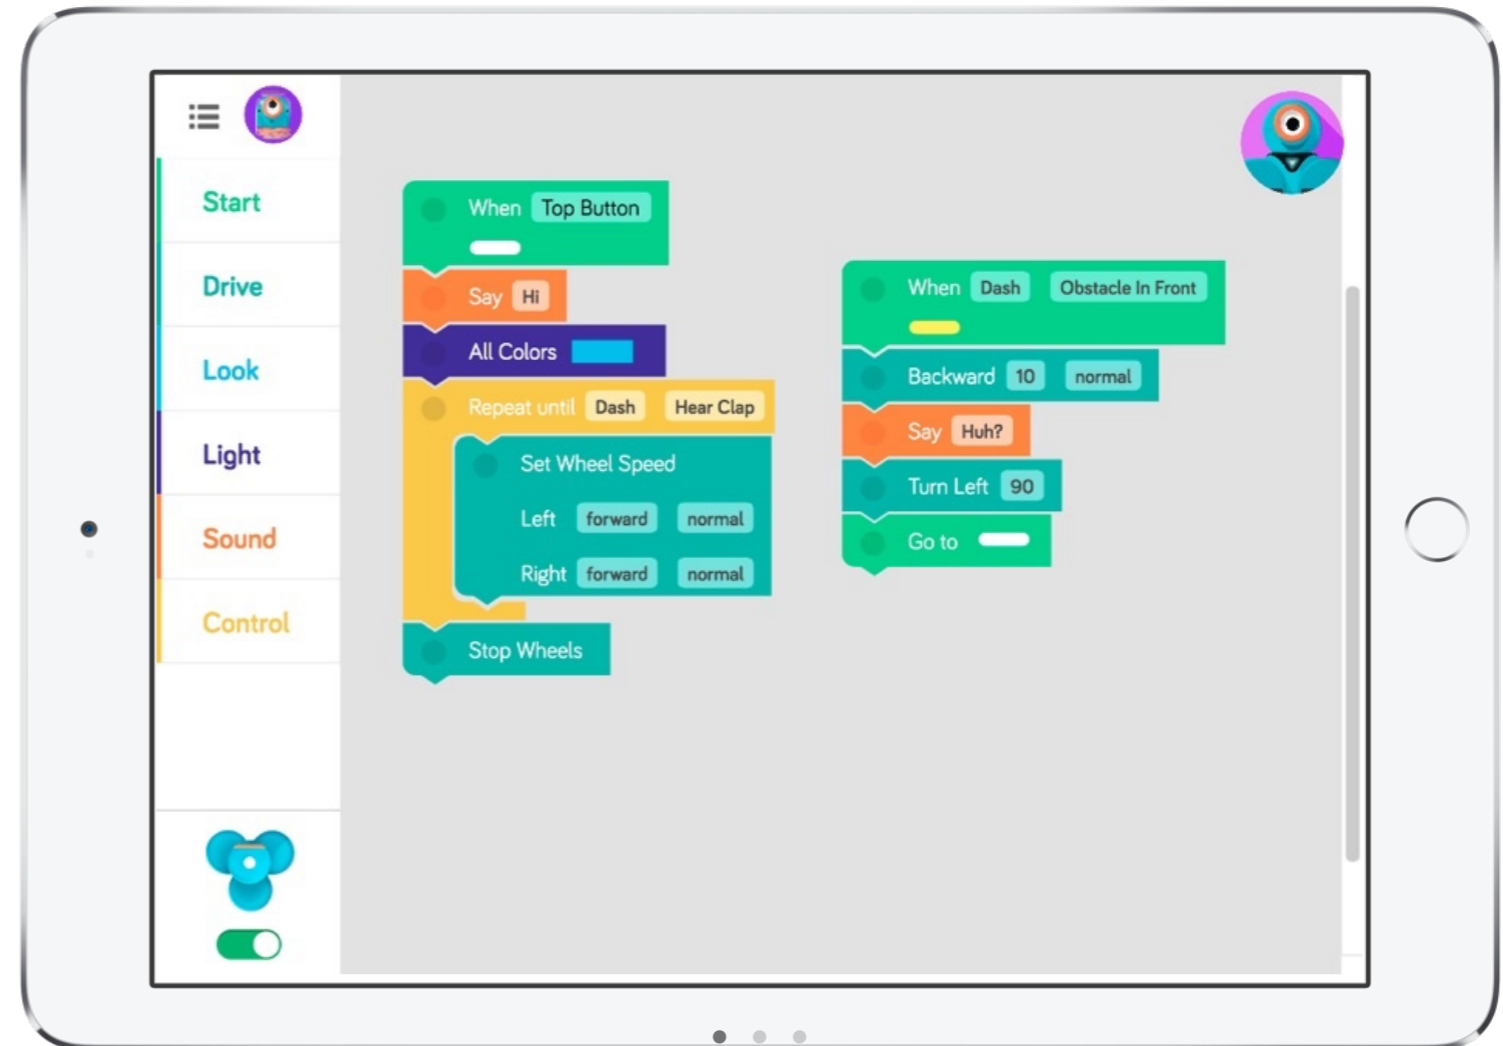 Start
Drive
Look
Light
Sound
Control
When Top Button
Say Hi
All Colors
Repeat until Dash Hear Clap
Set Wheel Speed
Left forward normal
Right forward normal
Stop Wheels
When Dash Obstacle In Front
Backward 10 normal
Say Huh?
Turn Left 90
Go to